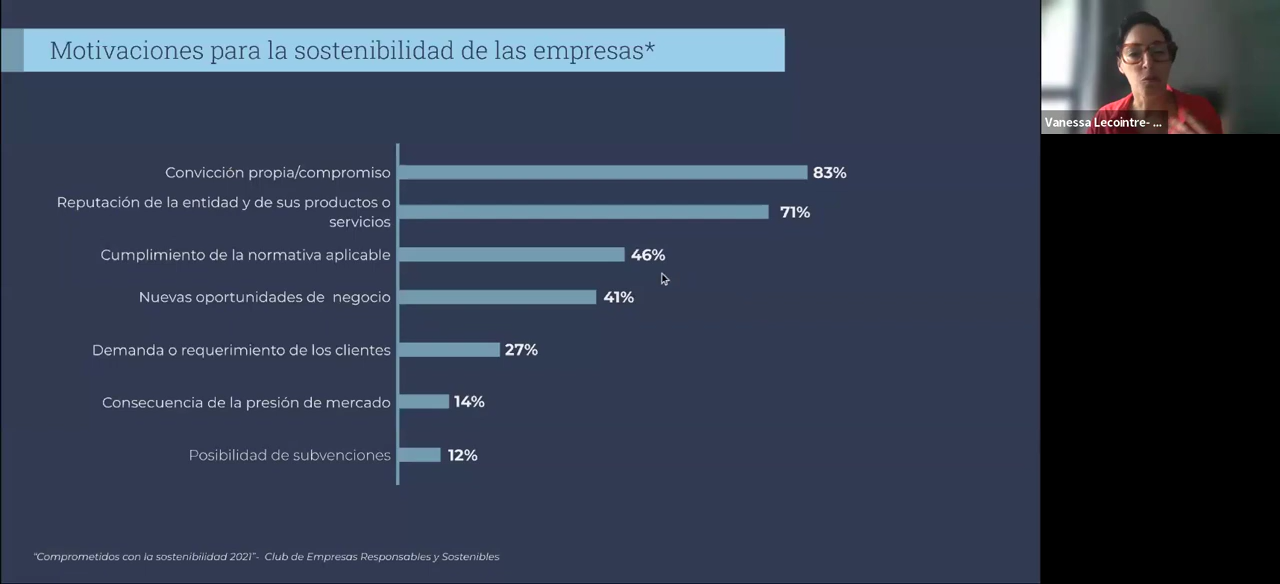 Motivaciones para la sostenibilidad de las empresas*
Vanessa Lecointre- ...
Convicción propia/compromiso 83%
Reputación de la entidad y de sus productos o
servicios 71%
Cumplimiento de la normativa aplicable 46%
Nuevas oportunidades de negocio 41%
Demanda o requerimiento de los clientes 27%
Consecuencia de la presión de mercado 14%
Posibilidad de subvenciones 12%
“Comprometidos con la sostenibilidad 2021”- Club de Empresas Responsables y Sostenibles